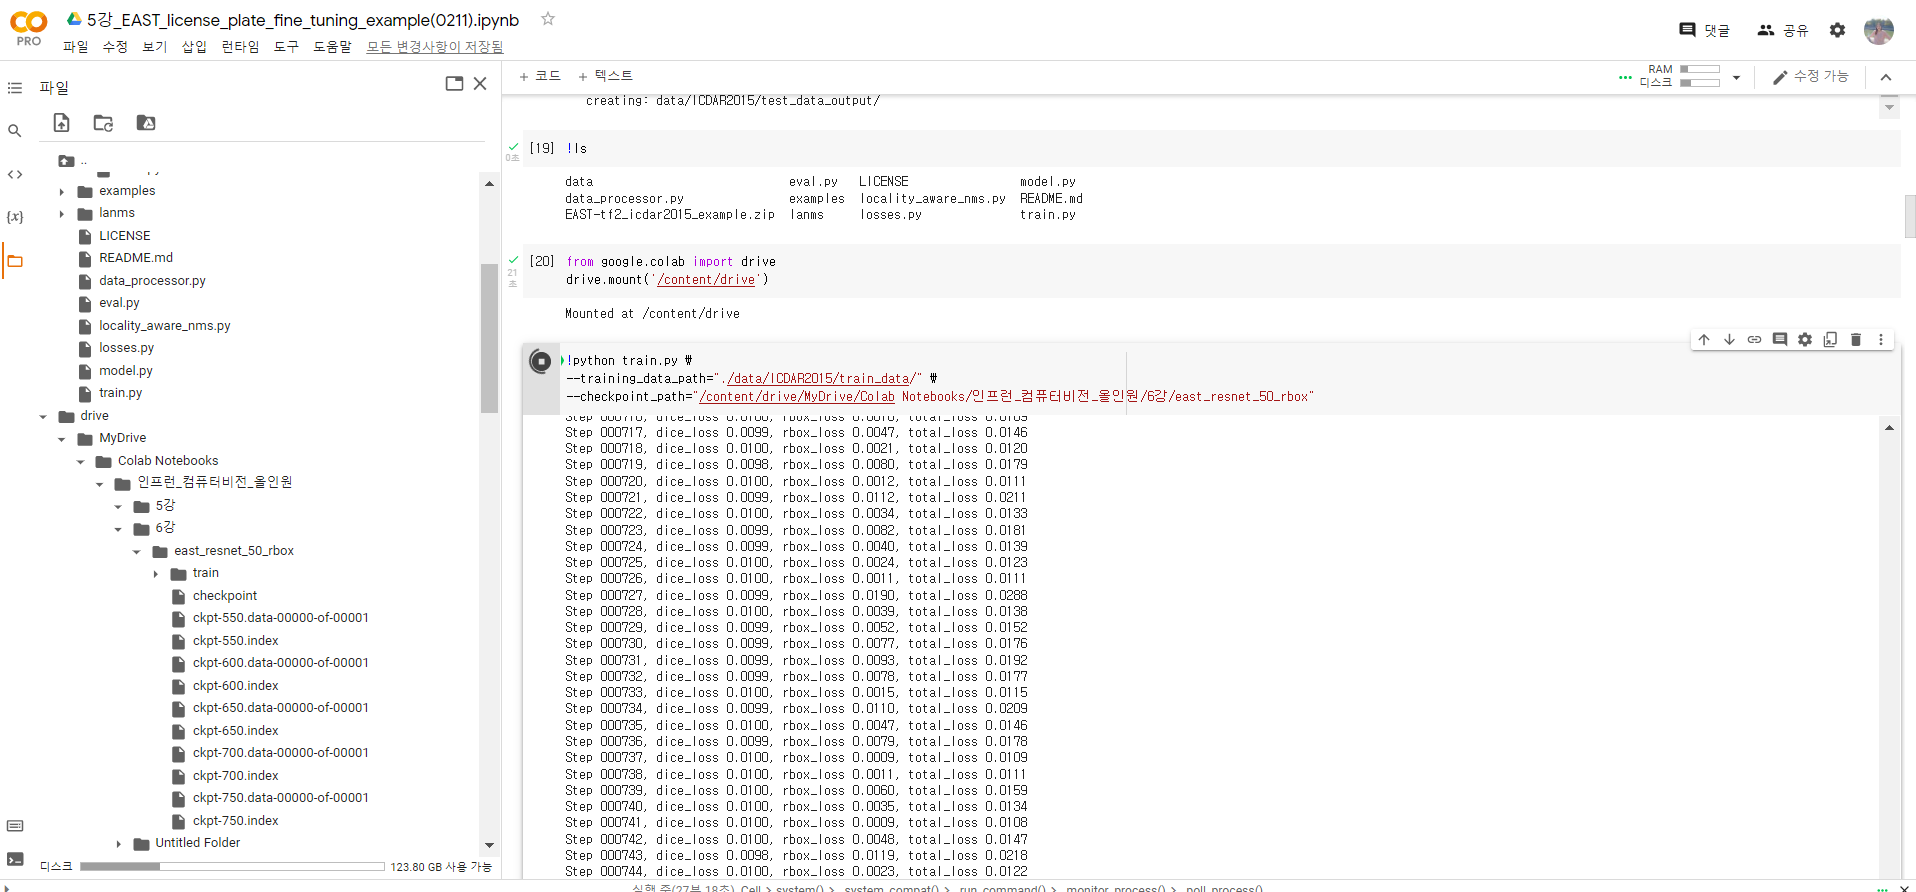 CO
PRO
5강_EAST_license_plate_fine_tuning_example(0211).ipynb
파일 수정 보기 삽입 런타임 도구 도움말 모든 변경사항이 저장됨
댓글 공유
파일
..
examples
lanms
LICENSE
README.md
data_processor.py
eval.py
locality_aware_nms.py
losses.py
model.py
train.py
drive
MyDrive
Colab Notebooks
인프런_컴퓨터비전_올인원
5강
6강
east_resnet_50_rbox
train
checkpoint
ckpt-550.data-00000-of-00001
ckpt-550.index
ckpt-600.data-00000-of-00001
ckpt-600.index
ckpt-650.data-00000-of-00001
ckpt-650.index
ckpt-700.data-00000-of-00001
ckpt-700.index
ckpt-750.data-00000-of-00001
ckpt-750.index
Untitled Folder
디스크 123.80 GB 사용 가능
+ 코드 + 텍스트
RAM
디스크
수정 가능
creating: data/ICDAR2015/test_data_output/
[19] !ls
0초
data eval.py LICENSE model.py
data_processor.py examples locality_aware_nms.py README.md
EAST-tf2_icdar2015_example.zip lanms losses.py train.py
[20] from google.colab import drive
drive.mount('/content/drive')
21
초
Mounted at /content/drive
!python train.py ₩
--training_data_path="./data/ICDAR2015/train_data/" ₩
--checkpoint_path="/content/drive/MyDrive/Colab Notebooks/인프런_컴퓨터비전_올인원/6강/east_resnet_50_rbox"
Step 000717, dice_loss 0.0099, rbox_loss 0.0047, total_loss 0.0146
Step 000718, dice_loss 0.0100, rbox_loss 0.0021, total_loss 0.0120
Step 000719, dice_loss 0.0098, rbox_loss 0.0080, total_loss 0.0179
Step 000720, dice_loss 0.0100, rbox_loss 0.0012, total_loss 0.0111
Step 000721, dice_loss 0.0099, rbox_loss 0.0112, total_loss 0.0211
Step 000722, dice_loss 0.0100, rbox_loss 0.0034, total_loss 0.0133
Step 000723, dice_loss 0.0099, rbox_loss 0.0082, total_loss 0.0181
Step 000724, dice_loss 0.0099, rbox_loss 0.0040, total_loss 0.0139
Step 000725, dice_loss 0.0100, rbox_loss 0.0024, total_loss 0.0123
Step 000726, dice_loss 0.0100, rbox_loss 0.0011, total_loss 0.0111
Step 000727, dice_loss 0.0099, rbox_loss 0.0190, total_loss 0.0288
Step 000728, dice_loss 0.0100, rbox_loss 0.0039, total_loss 0.0138
Step 000729, dice_loss 0.0099, rbox_loss 0.0052, total_loss 0.0152
Step 000730, dice_loss 0.0099, rbox_loss 0.0077, total_loss 0.0176
Step 000731, dice_loss 0.0099, rbox_loss 0.0093, total_loss 0.0192
Step 000732, dice_loss 0.0099, rbox_loss 0.0078, total_loss 0.0177
Step 000733, dice_loss 0.0100, rbox_loss 0.0015, total_loss 0.0115
Step 000734, dice_loss 0.0099, rbox_loss 0.0110, total_loss 0.0209
Step 000735, dice_loss 0.0100, rbox_loss 0.0047, total_loss 0.0146
Step 000736, dice_loss 0.0099, rbox_loss 0.0079, total_loss 0.0178
Step 000737, dice_loss 0.0100, rbox_loss 0.0009, total_loss 0.0109
Step 000738, dice_loss 0.0100, rbox_loss 0.0011, total_loss 0.0111
Step 000739, dice_loss 0.0100, rbox_loss 0.0060, total_loss 0.0159
Step 000740, dice_loss 0.0100, rbox_loss 0.0035, total_loss 0.0134
Step 000741, dice_loss 0.0100, rbox_loss 0.0009, total_loss 0.0108
Step 000742, dice_loss 0.0100, rbox_loss 0.0048, total_loss 0.0147
Step 000743, dice_loss 0.0098, rbox_loss 0.0119, total_loss 0.0218
Step 000744, dice_loss 0.0100, rbox_loss 0.0023, total_loss 0.0122
실행 중(27분 18초) Cell > system() > _system_compat() > _run_command() > _monitor_process() > _poll_process()